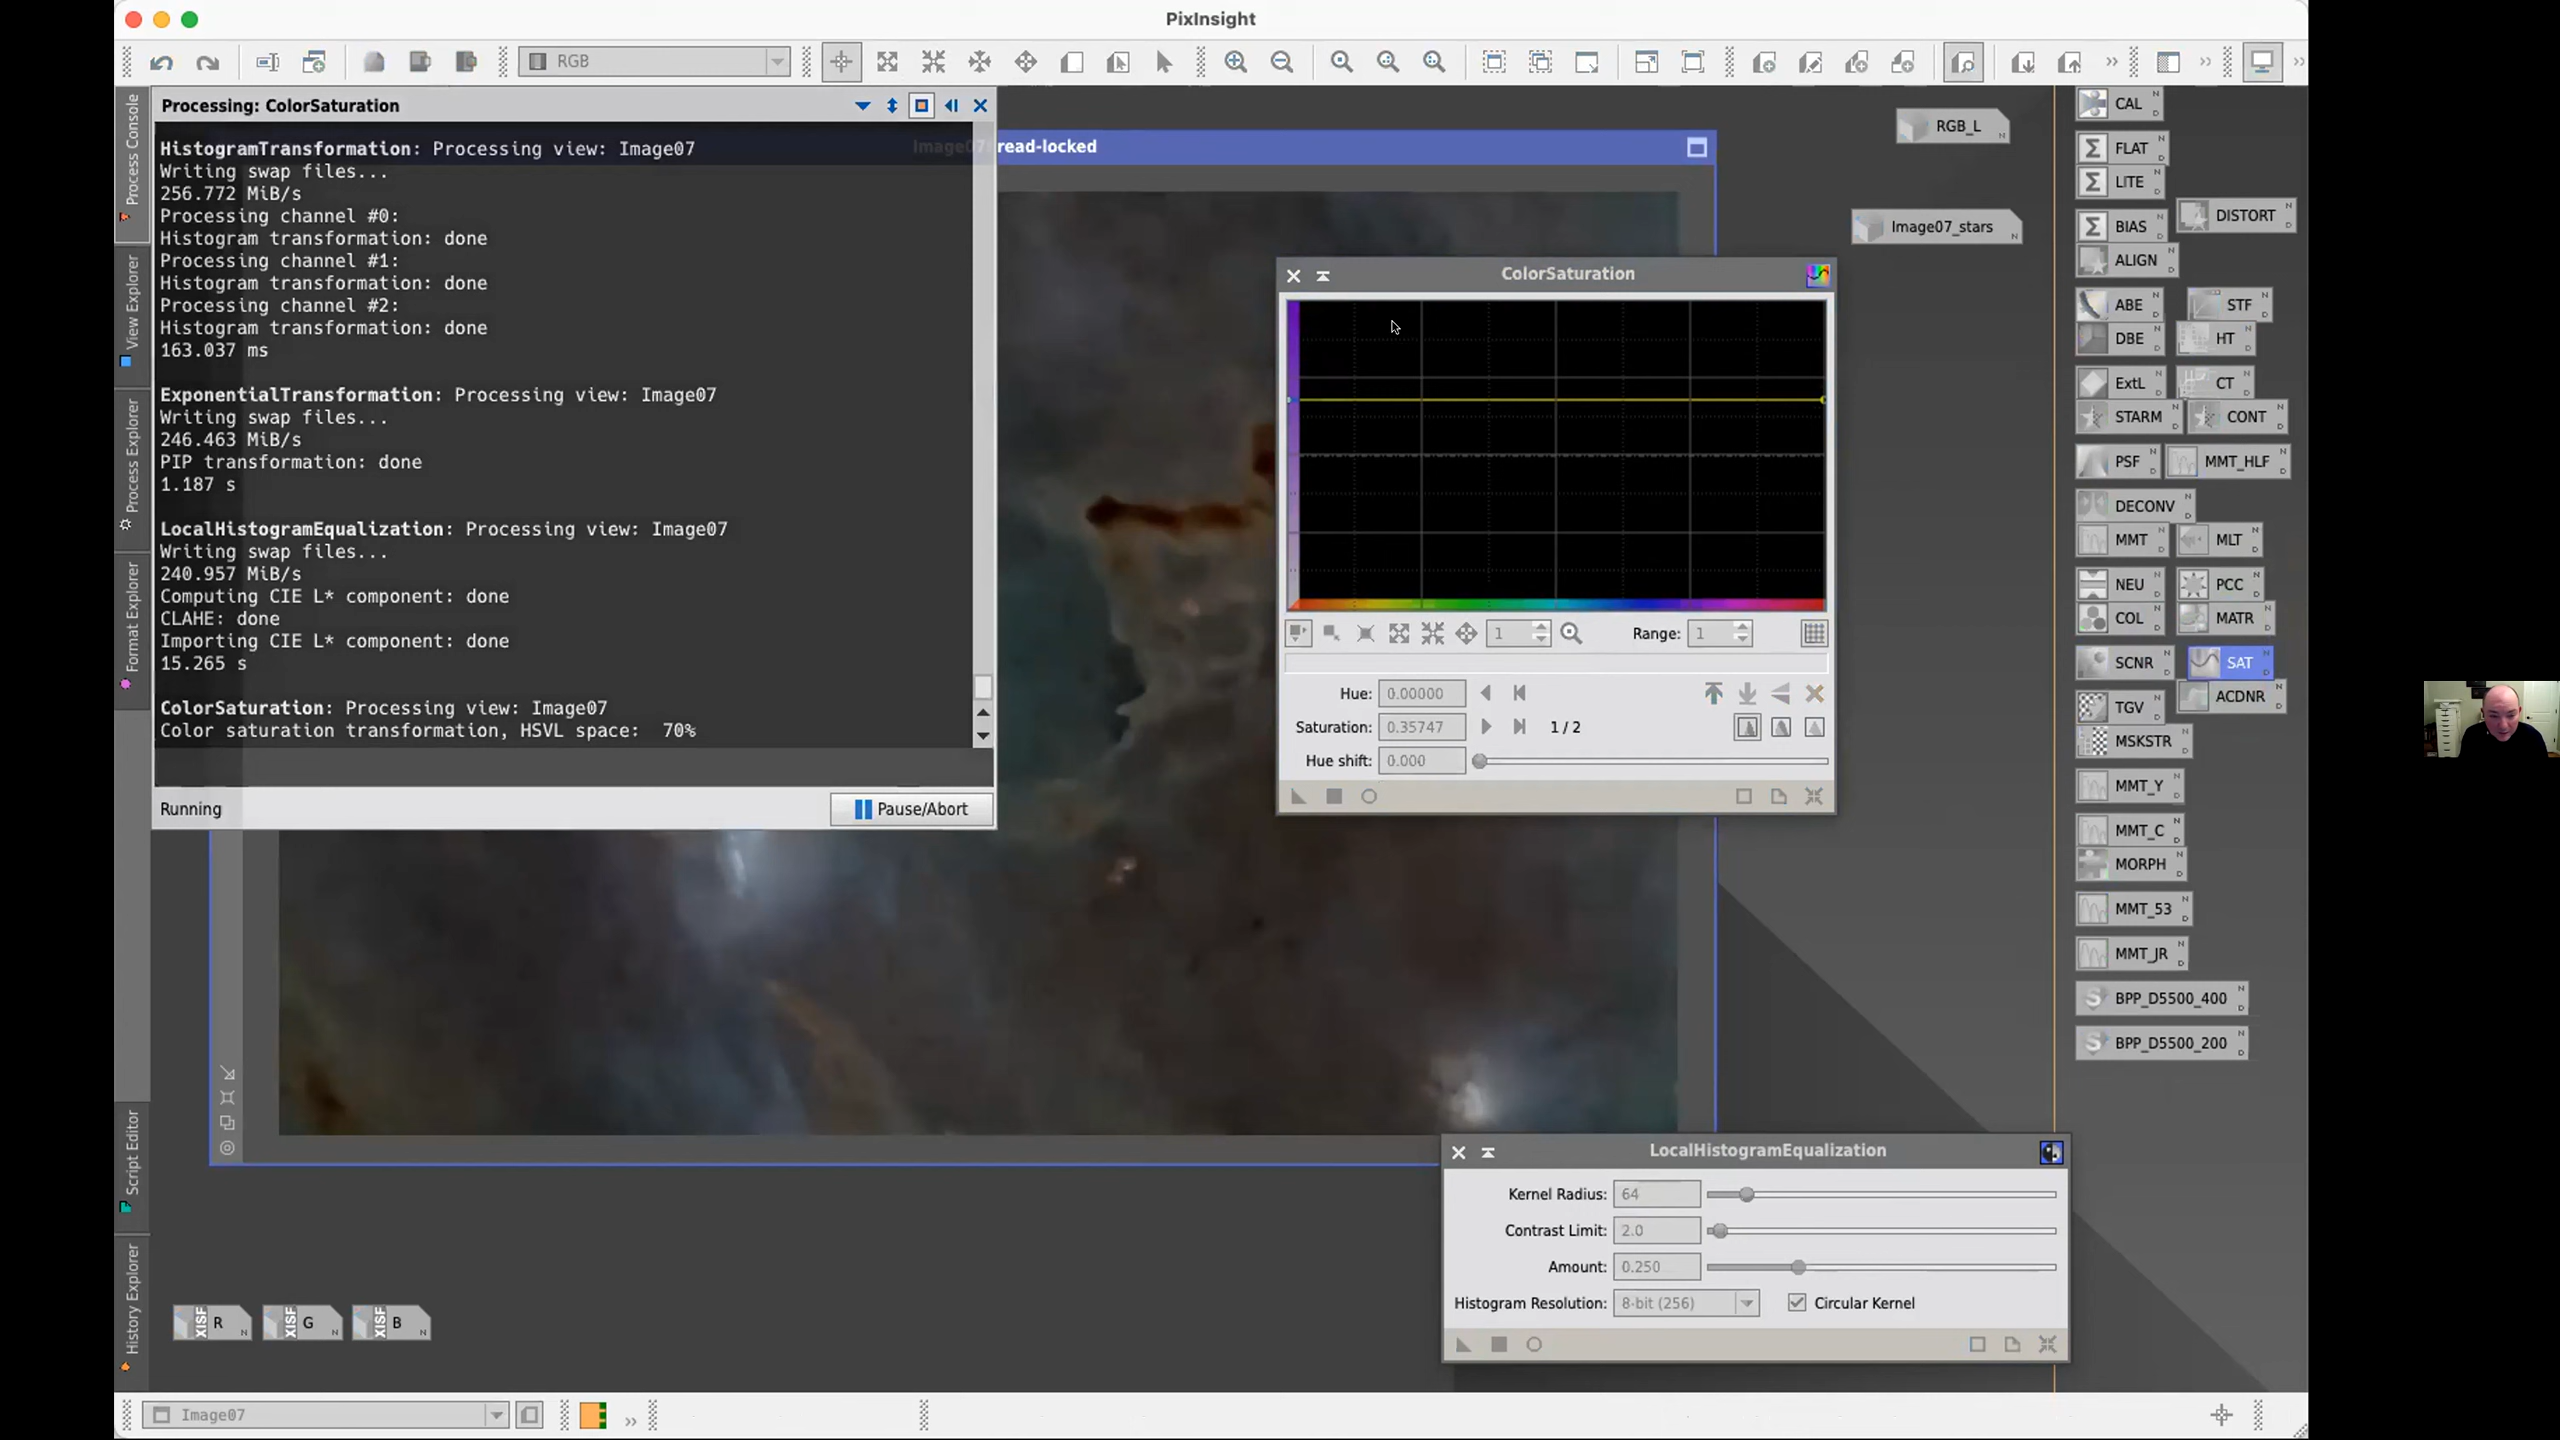 PixInsight
RGB
Processing: ColorSaturation
HistogramTransformation: Processing view: Image07
Writing swap files...
256.772 MiB/s
Processing channel #0:
Histogram transformation: done
Processing channel #1:
Histogram transformation: done
Processing channel #2:
Histogram transformation: done
163.037 ms
ExponentialTransformation: Processing view: Image07
Writing swap files...
246.463 MiB/s
PIP transformation: done
1.187 s
LocalHistogramEqualization: Processing view: Image07
Writing swap files...
240.957 MiB/s
Computing CIE L* component: done
CLAHE: done
Importing CIE L* component: done
15.265 s
ColorSaturation: Processing view: Image07
Color saturation transformation, HSVL space: 70%
Running
Pause/Abort
Process Console
View Explorer
Process Explorer
Format Explorer
Script Editor
History Explorer
Image07 read-locked
RGB_L
Image07_stars
ColorSaturation
1
Range: 1
Hue: 0.00000
Saturation: 0.35747
1 / 2
Hue shift: 0.000
LocalHistogramEqualization
Kernel Radius: 64
Contrast Limit: 2.0
Amount: 0.250
Histogram Resolution: 8-bit (256)
Circular Kernel
CAL
FLAT
LITE
BIAS
DISTORT
ALIGN
ABE
STF
DBE
HT
ExtL
CT
STARM
CONT
PSF
MMT_HLF
DECONV
MMT
MLT
NEU
PCC
COL
MATR
SCNR
SAT
TGV
ACDNR
MSKSTR
MMT_Y
MMT_C
MORPH
MMT_53
MMT_JR
BPP_D5500_400
BPP_D5500_200
XISF R
XISF G
XISF B
Image07